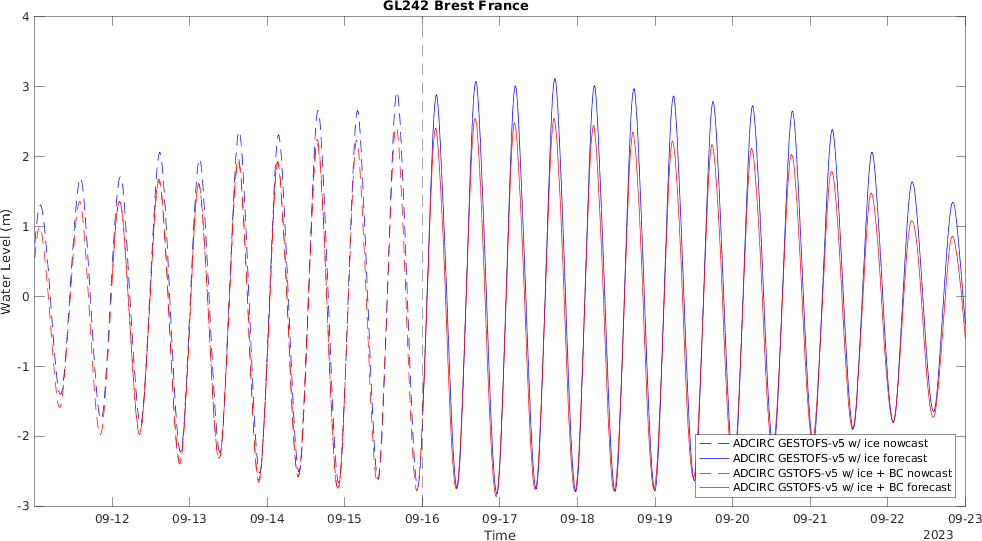 GL242 Brest France
4
3
2
1
0
-1
-2
-3
Water Level (m)
ADCIRC GESTOFS-v5 w/ ice nowcast
ADCIRC GESTOFS-v5 w/ ice forecast
ADCIRC GSTOFS-v5 w/ ice + BC nowcast
ADCIRC GSTOFS-v5 w/ ice + BC forecast
09-12 09-13 09-14 09-15 09-16 09-17 09-18 09-19 09-20 09-21 09-22 09-23
Time
2023